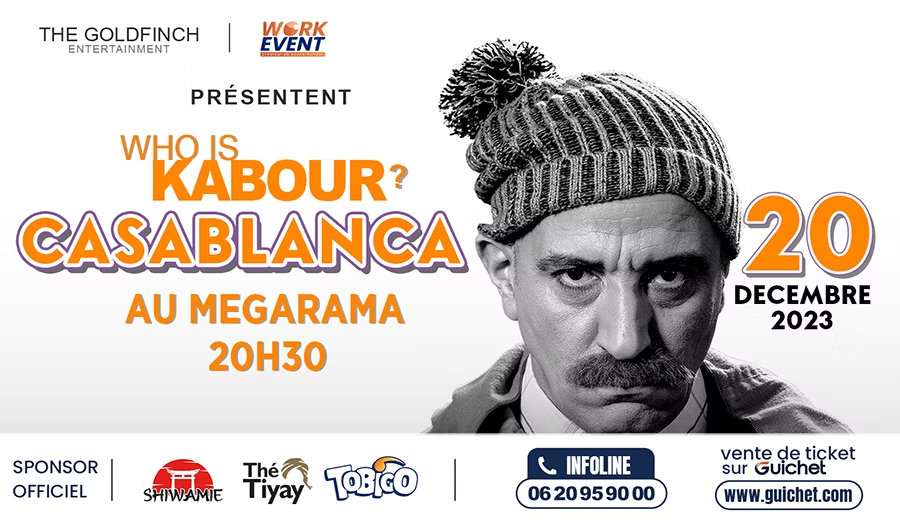 THE GOLDFINCH
ENTERTAINMENT
WORK
EVENT
PRÉSENTENT
WHO IS
KABOUR?
CASABLANCA
AU MEGARAMA
20H30
20
DECEMBRE
2023
SPONSOR
OFFICIEL
SHIWAMIE
Thé
Tiyay
TOBIGO
INFOLINE
06 20 95 90 00
vente de ticket
sur Guichet
www.guichet.com